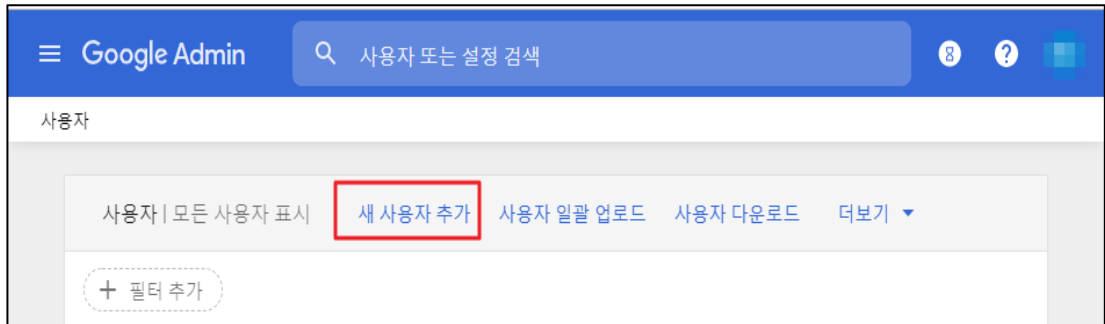 Google Admin 사용자 또는 설정 검색 8 ?
사용자
사용자 | 모든 사용자 표시 새 사용자 추가 사용자 일괄 업로드 사용자 다운로드 더보기
+ 필터 추가